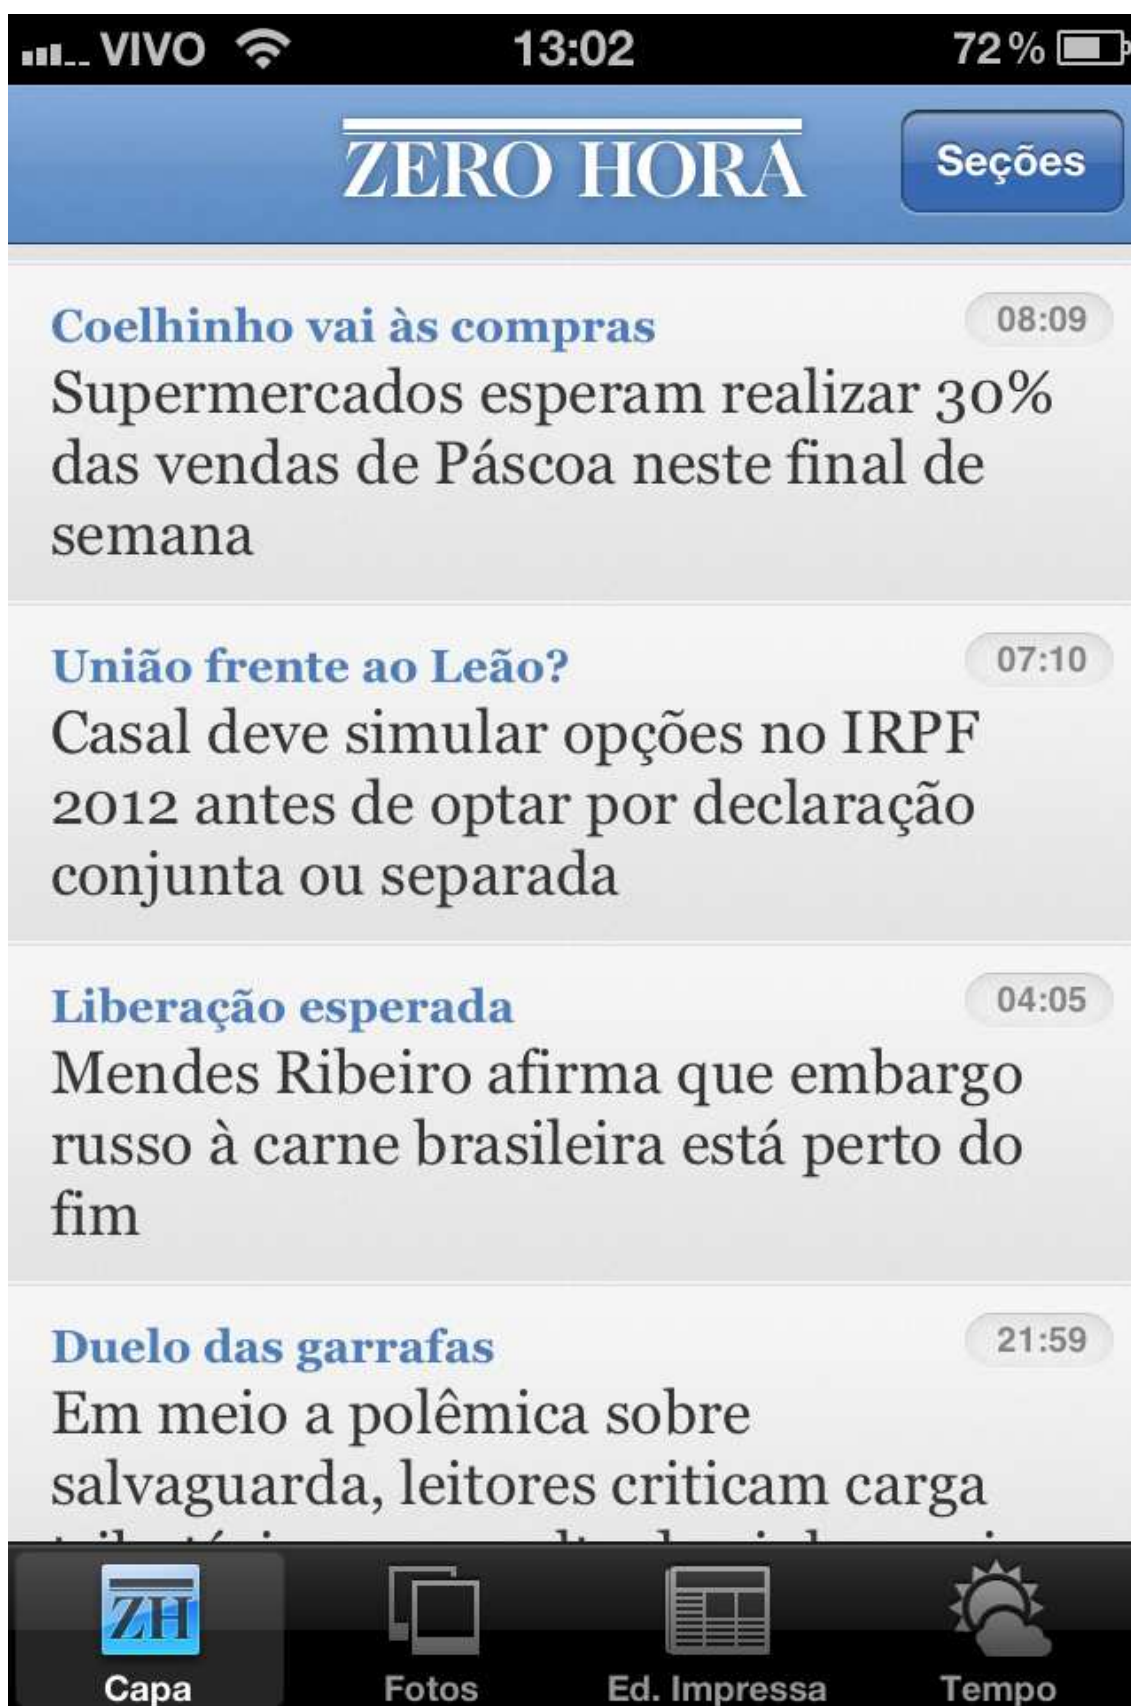 VIVO 13:02 72%
ZERO HORA
Seções
Coelhinho vai às compras 08:09
Supermercados esperam realizar 30%
das vendas de Páscoa neste final de
semana
União frente ao Leão? 07:10
Casal deve simular opções no IRPF
2012 antes de optar por declaração
conjunta ou separada
Liberação esperada 04:05
Mendes Ribeiro afirma que embargo
russo à carne brasileira está perto do
fim
Duelo das garrafas 21:59
Em meio a polêmica sobre
salvaguarda, leitores criticam carga
ZH
Capa Fotos Ed. Impressa Tempo